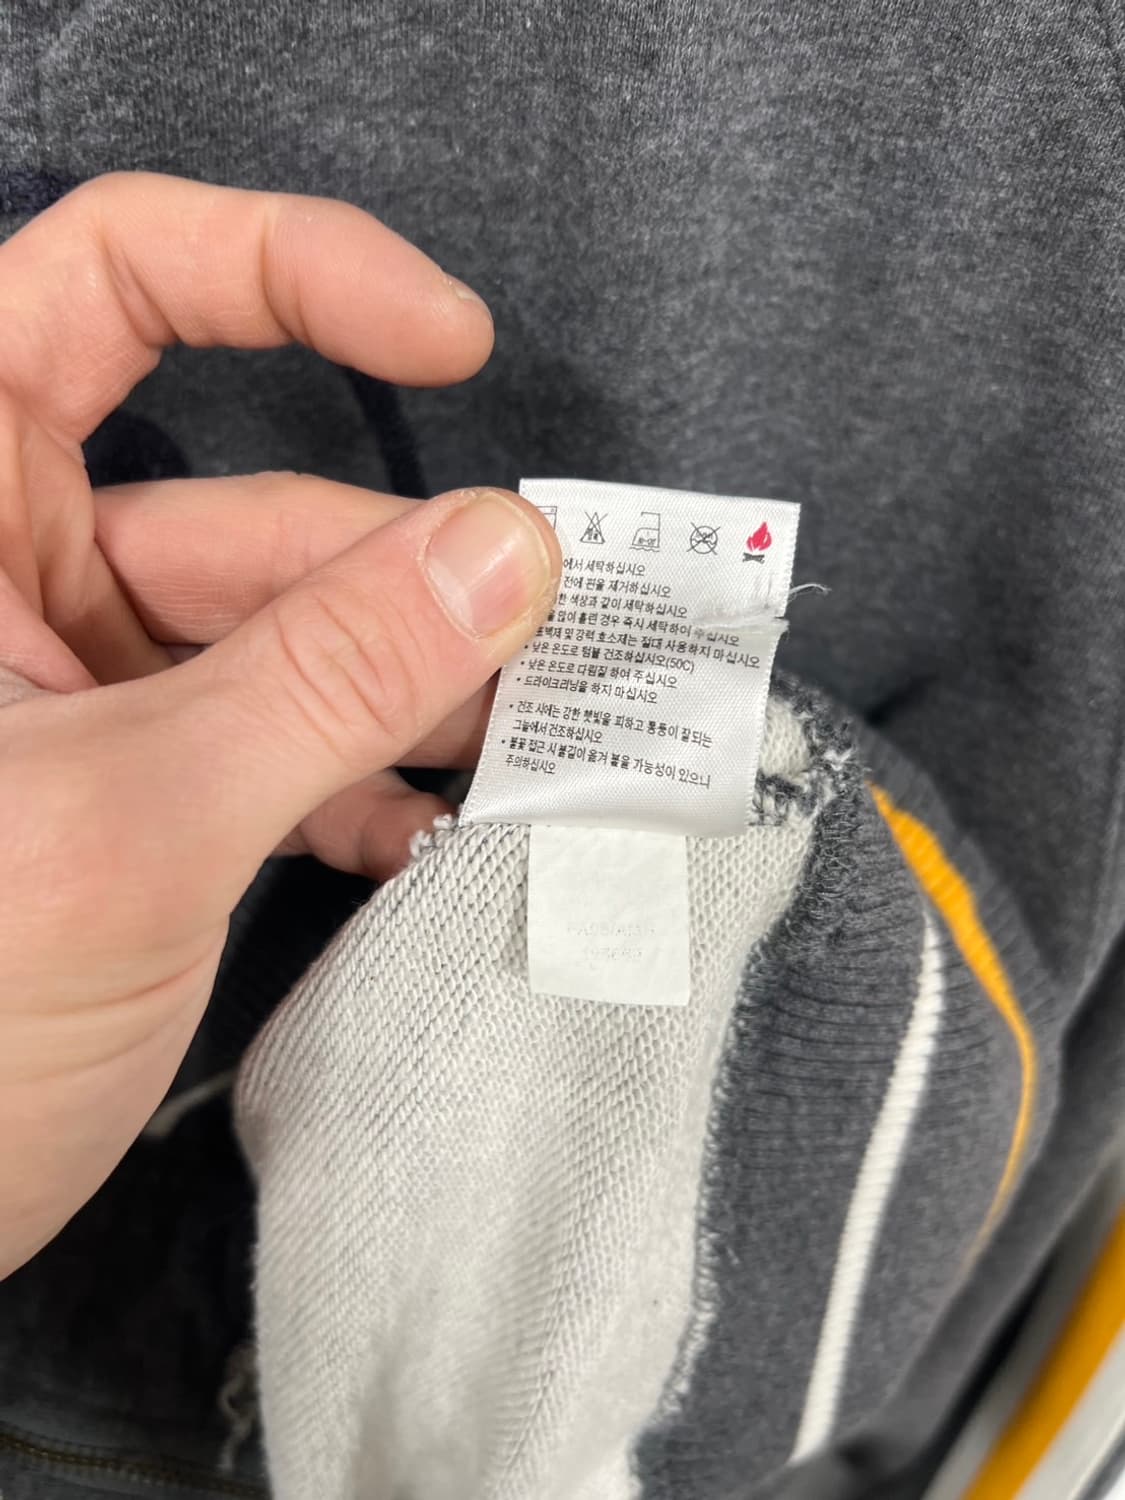 에서 세탁하십시오
전에 핀을 제거하십시오
한 색상과 같이 세탁하십시오
을 많이 흘린 경우 즉시 세탁하여 주십시오
표백제 및 강력 효소제는 절대 사용하지 마십시오
• 낮은 온도로 텀블 건조하십시오(50C)
• 낮은 온도로 다림질 하여 주십시오
• 드라이크리닝을 하지 마십시오
• 건조 시에는 강한 햇빛을 피하고 통풍이 잘되는
그늘에서 건조하십시오
• 불꽃 접근 시 불길이 옮겨 붙을 가능성이 있으니
주의하십시오